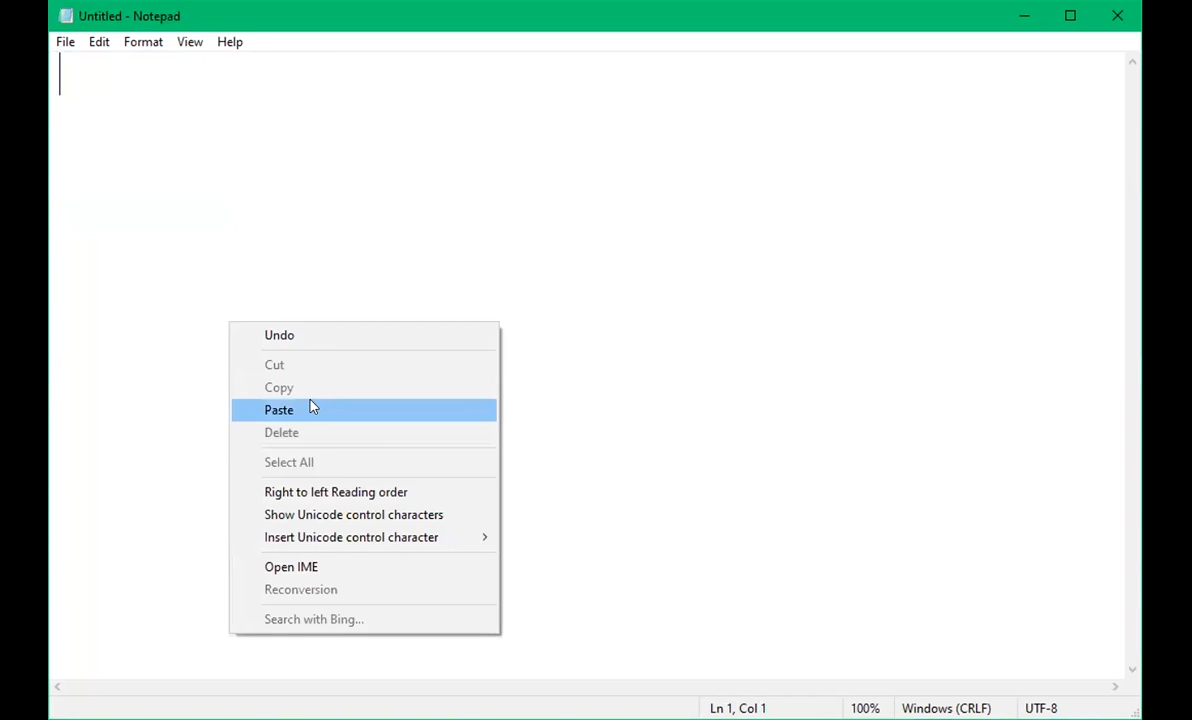 Untitled - Notepad
File Edit Format View Help
Undo
Cut
Copy
Paste
Delete
Select All
Right to left Reading order
Show Unicode control characters
Insert Unicode control character
Open IME
Reconversion
Search with Bing...
Ln 1, Col 1 100% Windows (CRLF) UTF-8